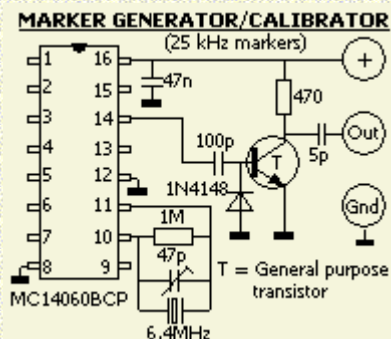 MARKER GENERATOR/CALIBRATOR
(25 kHz markers)
1 16
2 15
3 14
4 13
5 12
6 11
7 10
8 9
47n
470
+
100p
T
5p
Out
1N4148
1M
47p
6.4MHz
Gnd
T = General purpose
transistor
MC14060BCP